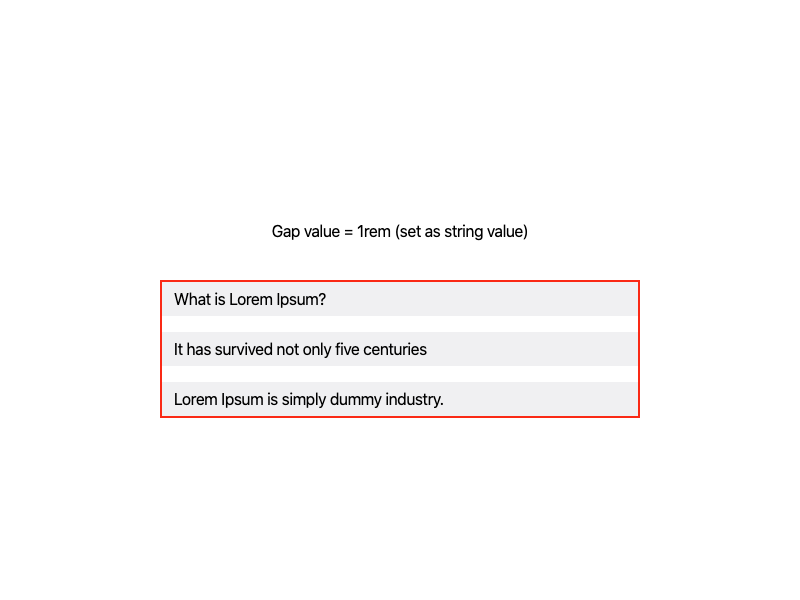 Gap value = 1rem (set as string value)
What is Lorem Ipsum?
It has survived not only five centuries
Lorem Ipsum is simply dummy industry.